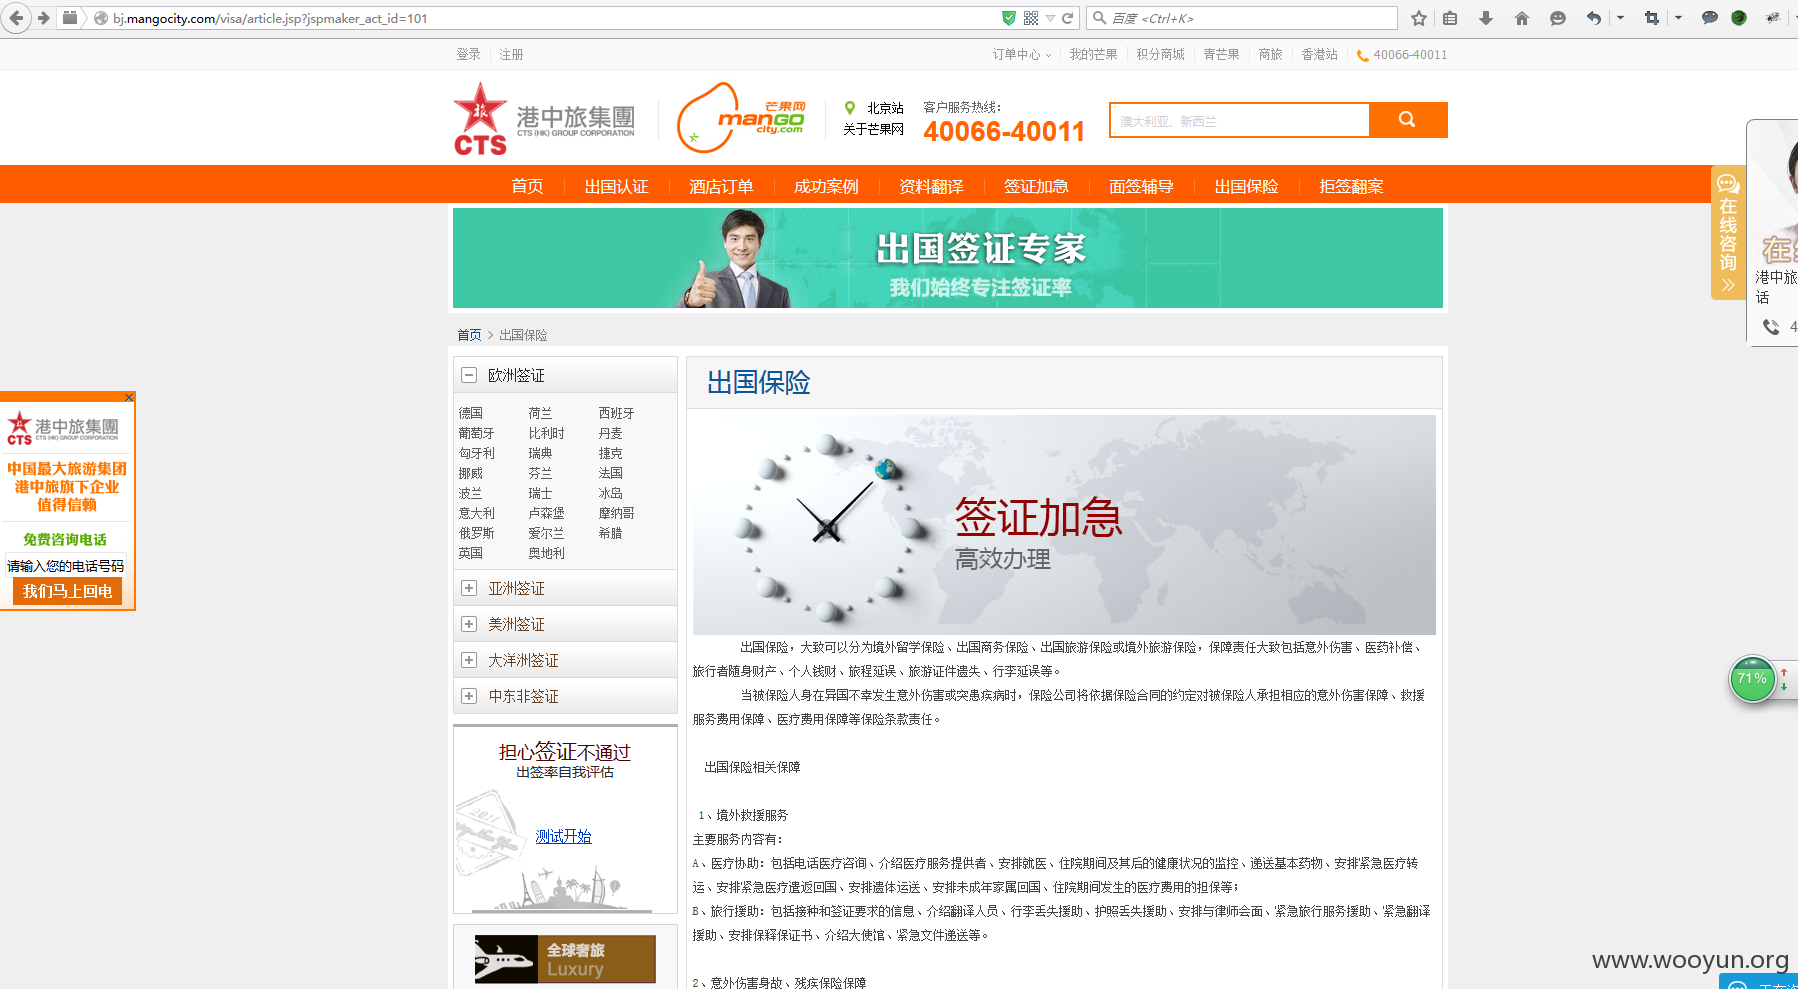 bj.mangocity.com/visa/article.jsp?jspmaker_act_id=101
百度 <Ctrl+K>
登录 注册
订单中心 我的芒果 积分商城 青芒果 商旅 香港站 40066-40011
旅
CTS
港中旅集團
CTS (HK) GROUP CORPORATION
芒果网
mangocity.com
北京站
关于芒果网
客户服务热线:
40066-40011
澳大利亚、新西兰
首页 出国认证 酒店订单 成功案例 资料翻译 签证加急 面签辅导 出国保险 拒签翻案
出国签证专家
我们始终专注签证率
在线咨询
港中旅
话
4
首页 > 出国保险
欧洲签证
德国 荷兰 西班牙
葡萄牙 比利时 丹麦
匈牙利 瑞典 捷克
挪威 芬兰 法国
波兰 瑞士 冰岛
意大利 卢森堡 摩纳哥
俄罗斯 爱尔兰 希腊
英国 奥地利
亚洲签证
美洲签证
大洋洲签证
中东非签证
担心签证不通过
出签率自我评估
测试开始
全球奢旅
Luxury
CTS
港中旅集團
CTS (HK) GROUP CORPORATION
中国最大旅游集团
港中旅旗下企业
值得信赖
免费咨询电话
请输入您的电话号码
我们马上回电
出国保险
签证加急
高效办理
出国保险，大致可以分为境外留学保险、出国商务保险、出国旅游保险或境外旅游保险，保障责任大致包括意外伤害、医药补偿、
旅行者随身财产、个人钱财、旅程延误、旅游证件遗失、行李延误等。
当被保险人身在异国不幸发生意外伤害或突患疾病时，保险公司将依据保险合同的约定对被保险人承担相应的意外伤害保障、救援
服务费用保障、医疗费用保障等保险条款责任。
出国保险相关保障
1、境外救援服务
主要服务内容有:
A、医疗协助: 包括电话医疗咨询、介绍医疗服务提供者、安排就医、住院期间及其后的健康状况的监控、递送基本药物、安排紧急医疗转
运、安排紧急医疗遣返回国、安排遗体运送、安排未成年家属回国、住院期间发生的医疗费用的担保等;
B、旅行援助: 包括接种和签证要求的信息、介绍翻译人员、行李丢失援助、护照丢失援助、安排与律师会面、紧急旅行服务援助、紧急翻译
援助、安排保释保证书、介绍大使馆、紧急文件递送等。
2、意外伤害身故、残疾保险保障
71%
www.wooyun.org